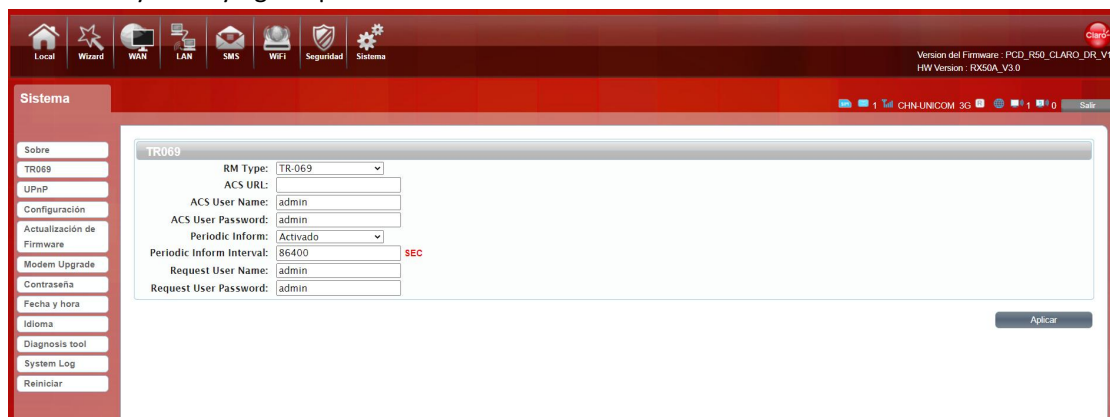 Claro
Local Wizard WAN LAN SMS WiFi Seguridad Sistema
Version del Firmware : PCD_R50_CLARO_DR_V1
HW Version : RX50A_V3.0
Sistema
1 CHN-UNICOM 3G R 1 0 Salir
Sobre
TR069
UPnP
Configuración
Actualización de
Firmware
Modem Upgrade
Contraseña
Fecha y hora
Idioma
Diagnosis tool
System Log
Reiniciar
TR069
RM Type: TR-069
ACS URL:
ACS User Name: admin
ACS User Password: admin
Periodic Inform: Activado
Periodic Inform Interval: 86400 SEC
Request User Name: admin
Request User Password: admin
Aplicar